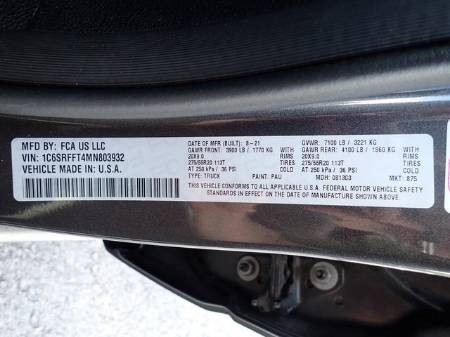 MFD BY: FCA US LLC
VIN: 1C6SRFFT4MN803932
VEHICLE MADE IN: U.S.A.
DATE OF MFR (BUILT): 8-21 GVWR: 7100 LB / 3221 KG
GAWR FRONT: 3900 LB / 1770 KG GAWR REAR: 4100 LB / 1860 KG
20X9.0 RIMS 20X9.0 RIMS
275/55R20 113T TIRES 275/55R20 113T TIRES
AT 250 kPa / 36 PSI COLD AT 250 kPa / 36 PSI COLD
TYPE: TRUCK PAINT: PAU MDH: 081303 MKT: 875
THIS VEHICLE CONFORMS TO ALL APPLICABLE U.S.A. FEDERAL MOTOR VEHICLE
SAFETY STANDARDS IN EFFECT ON THE DATE OF MANUFACTURE SHOWN ABOVE.